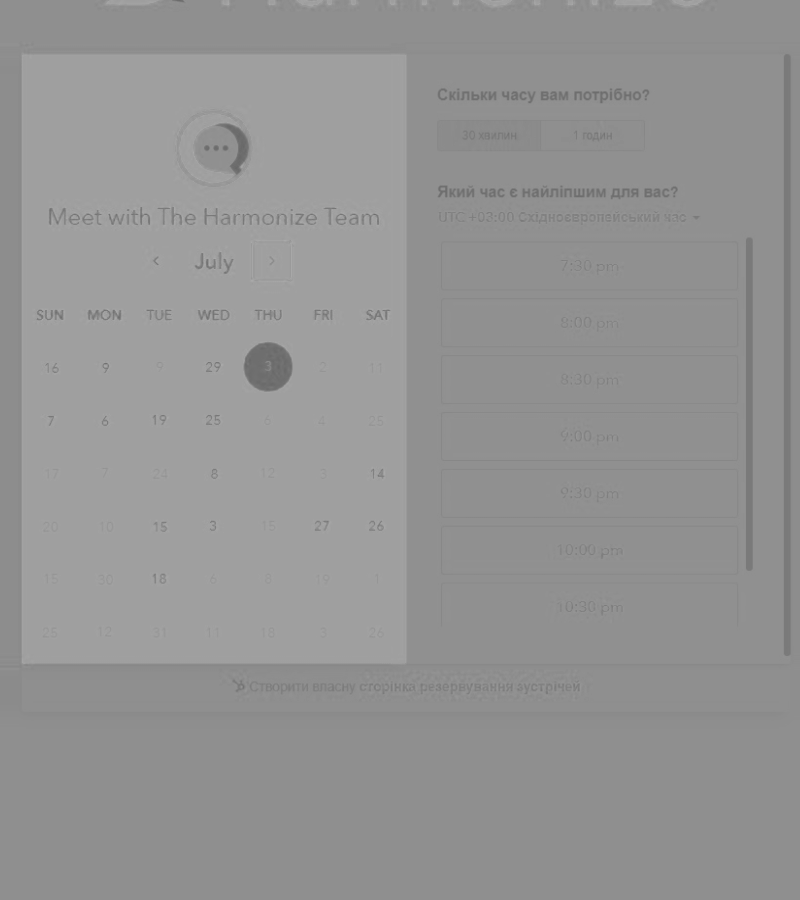 Harmonize
Meet with The Harmonize Team
July
SUN MON TUE WED THU FRI SAT
16 9 9 29 3 2 11
7 6 19 25 6 4 25
17 7 24 8 12 3 14
20 10 15 3 15 27 26
15 30 18 6 8 19 1
25 12 31 11 18 3 26
Скільки часу вам потрібно?
30 хвилин 1 годин
Який час є найліпшим для вас?
UTC +03:00 Східноєвропейський час
7:30 pm
8:00 pm
8:30 pm
9:00 pm
9:30 pm
10:00 pm
10:30 pm
Створити власну сторінка резервування зустрічей